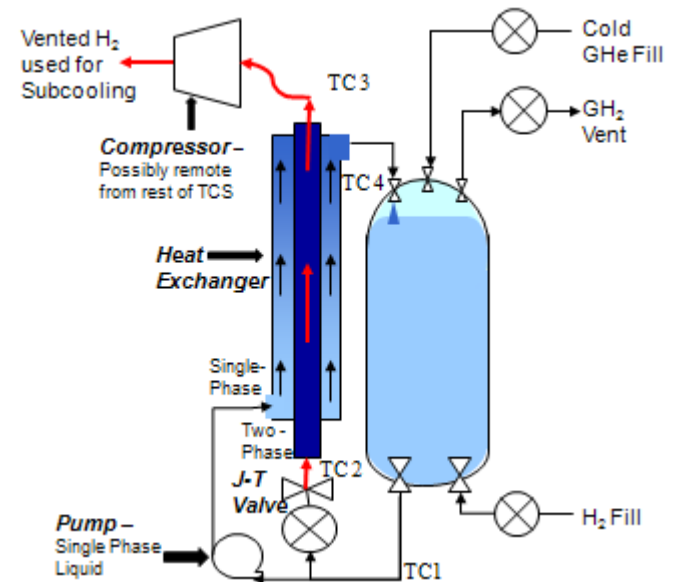 Vented H₂
used for
Subcooling
Cold
GHe Fill
TC3
GH₂
Vent
Compressor –
Possibly remote
from rest of TCS
TC4
Heat
Exchanger
Single-
Phase
Two -
Phase
TC2
J-T
Valve
Pump –
Single Phase
Liquid
H₂ Fill
TC1